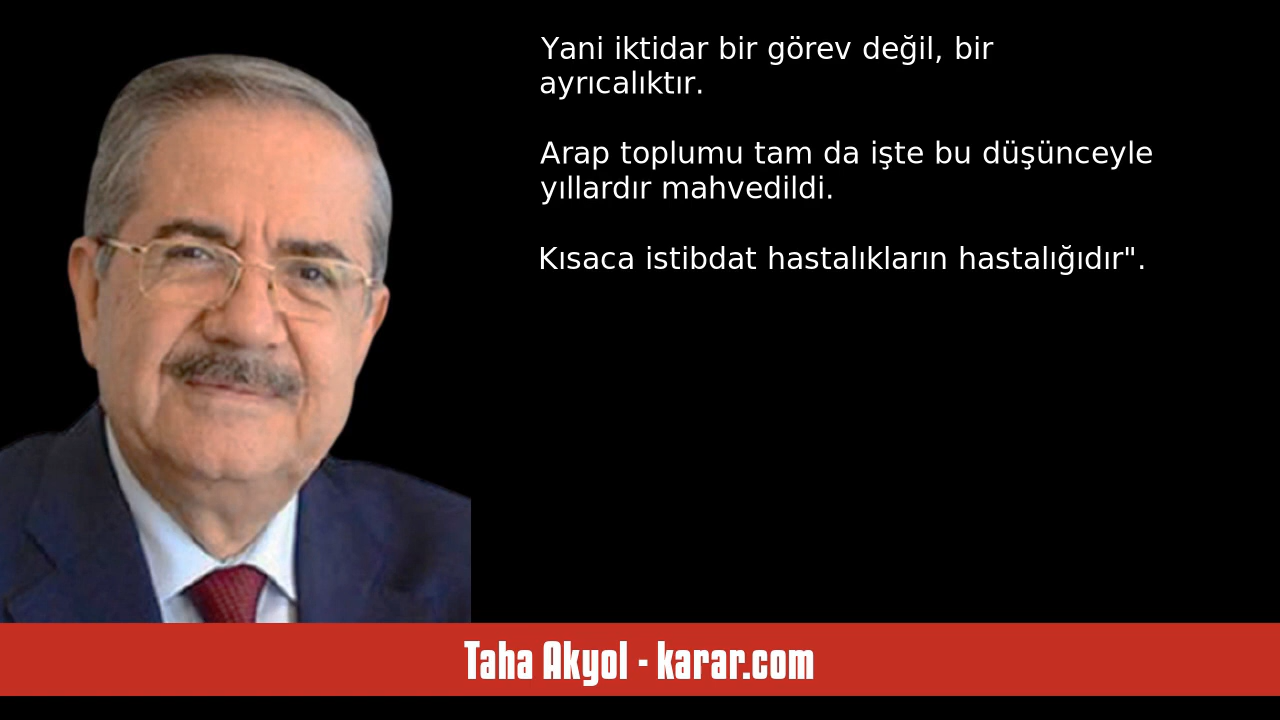 Yani iktidar bir görev değil, bir
ayrıcalıktır.
Arap toplumu tam da işte bu düşünceyle
yıllardır mahvedildi.
Kısaca istibdat hastalıkların hastalığıdır".
Taha Akyol - karar.com